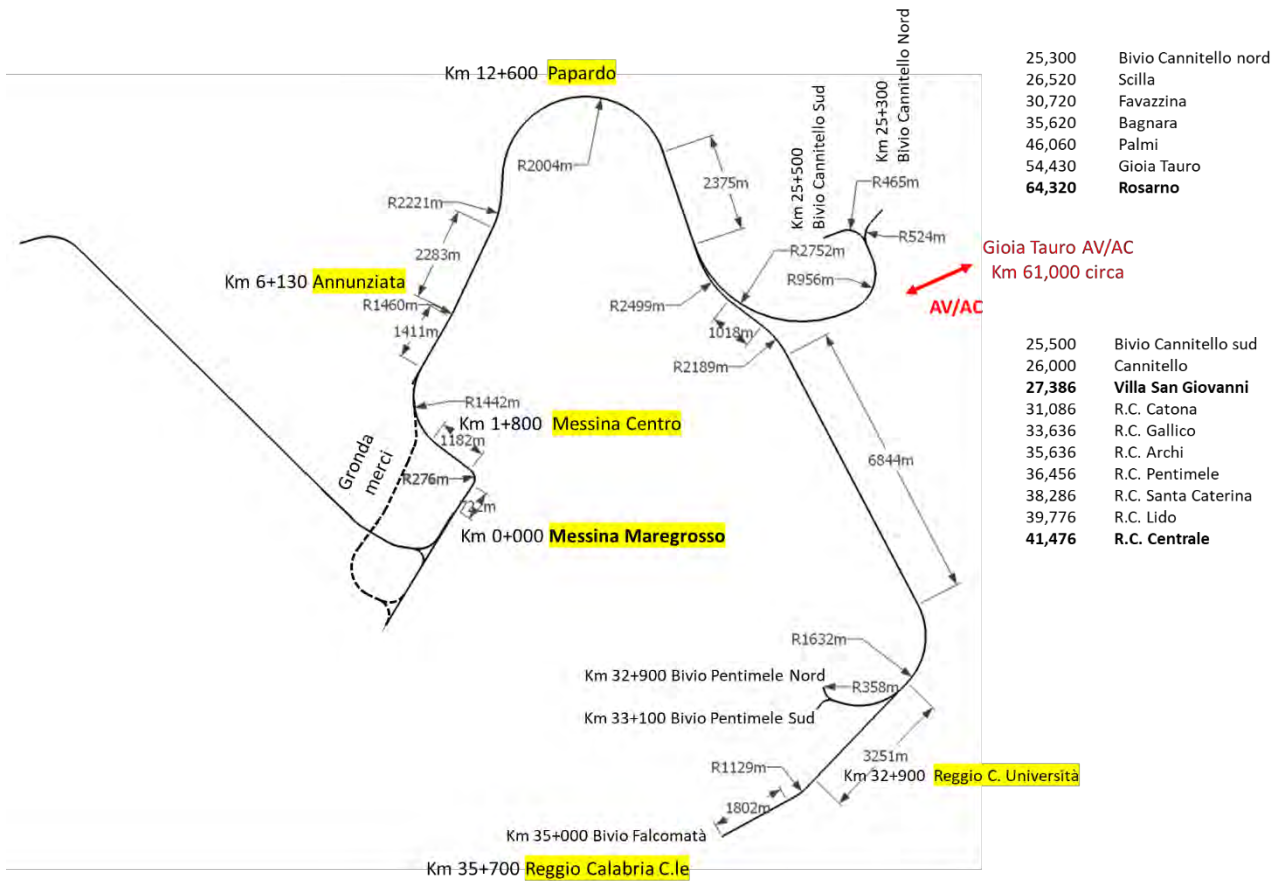 Km 12+600 Papardo
Km 25+500
Bivio Cannitello Sud
Km 25+300
Bivio Cannitello Nord
R2004m
2375m
R465m
R524m
R2221m
R2752m
2283m
Km 6+130 Annunziata
R956m
R1460m
R2499m
1411m
1018m
R2189m
Gioia Tauro AV/AC
Km 61,000 circa
AV/AC
R1442m
Km 1+800 Messina Centro
1182m
Gronda
merci
R276m
722m
Km 0+000 Messina Maregrosso
6844m
R1632m
Km 32+900 Bivio Pentimele Nord
R358m
Km 33+100 Bivio Pentimele Sud
3251m
R1129m
Km 32+900 Reggio C. Università
1802m
Km 35+000 Bivio Falcomatà
Km 35+700 Reggio Calabria C.le
25,300 Bivio Cannitello nord
26,520 Scilla
30,720 Favazzina
35,620 Bagnara
46,060 Palmi
54,430 Gioia Tauro
64,320 Rosarno
25,500 Bivio Cannitello sud
26,000 Cannitello
27,386 Villa San Giovanni
31,086 R.C. Catona
33,636 R.C. Gallico
35,636 R.C. Archi
36,456 R.C. Pentimele
38,286 R.C. Santa Caterina
39,776 R.C. Lido
41,476 R.C. Centrale